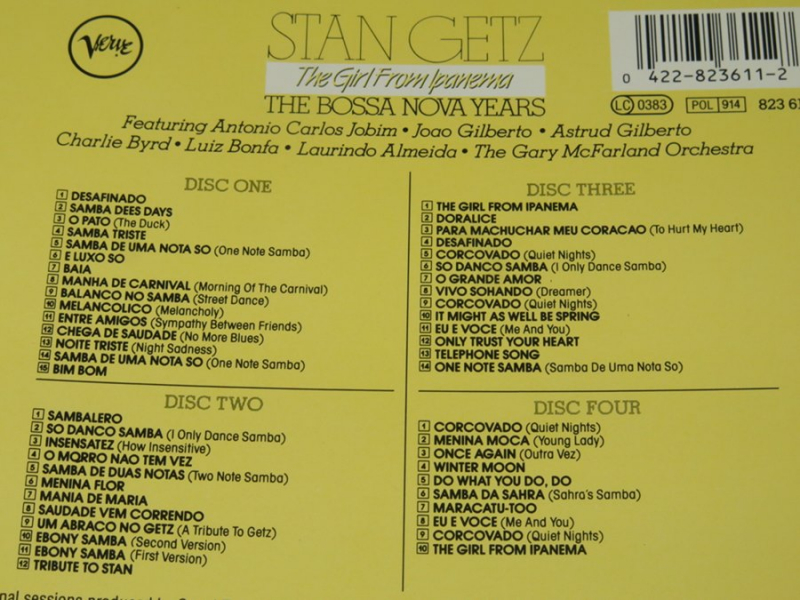 Verve
STAN GETZ
The Girl From Ipanema
THE BOSSA NOVA YEARS
0 422-823611-2
LC 0383 POL 914
Featuring Antonio Carlos Jobim • Joao Gilberto • Astrud Gilberto
Charlie Byrd • Luiz Bonfa • Laurindo Almeida • The Gary McFarland Orchestra
DISC ONE
1 DESAFINADO
2 SAMBA DEES DAYS
3 O PATO (The Duck)
4 SAMBA TRISTE
5 SAMBA DE UMA NOTA SO (One Note Samba)
6 E LUXO SO
7 BAIA
8 MANHA DE CARNIVAL (Morning Of The Carnival)
9 BALANCO NO SAMBA (Street Dance)
10 MELANCOLICO (Melancholy)
11 ENTRE AMIGOS (Sympathy Between Friends)
12 CHEGA DE SAUDADE (No More Blues)
13 NOITE TRISTE (Night Sadness)
14 SAMBA DE UMA NOTA SO (One Note Samba)
15 BIM BOM
DISC TWO
1 SAMBALERO
2 SO DANCO SAMBA (I Only Dance Samba)
3 INSENSATEZ (How Insensitive)
4 O MORRO NAO TEM VEZ
5 SAMBA DE DUAS NOTAS (Two Note Samba)
6 MENINA FLOR
7 MANIA DE MARIA
8 SAUDADE VEM CORRENDO
9 UM ABRACO NO GETZ (A Tribute To Getz)
10 EBONY SAMBA (Second Version)
11 EBONY SAMBA (First Version)
12 TRIBUTE TO STAN
DISC THREE
1 THE GIRL FROM IPANEMA
2 DORALICE
3 PARA MACHUCHAR MEU CORACAO (To Hurt My Heart)
4 DESAFINADO
5 CORCOVADO (Quiet Nights)
6 SO DANCO SAMBA (I Only Dance Samba)
7 O GRANDE AMOR
8 VIVO SOHANDO (Dreamer)
9 CORCOVADO (Quiet Nights)
10 IT MIGHT AS WELL BE SPRING
11 EU E VOCE (Me And You)
12 ONLY TRUST YOUR HEART
13 TELEPHONE SONG
14 ONE NOTE SAMBA (Samba De Uma Nota So)
DISC FOUR
1 CORCOVADO (Quiet Nights)
2 MENINA MOCA (Young Lady)
3 ONCE AGAIN (Outra Vez)
4 WINTER MOON
5 DO WHAT YOU DO, DO
6 SAMBA DA SAHRA (Sahra's Samba)
7 MARACATU-TOO
8 EU E VOCE (Me And You)
9 CORCOVADO (Quiet Nights)
10 THE GIRL FROM IPANEMA